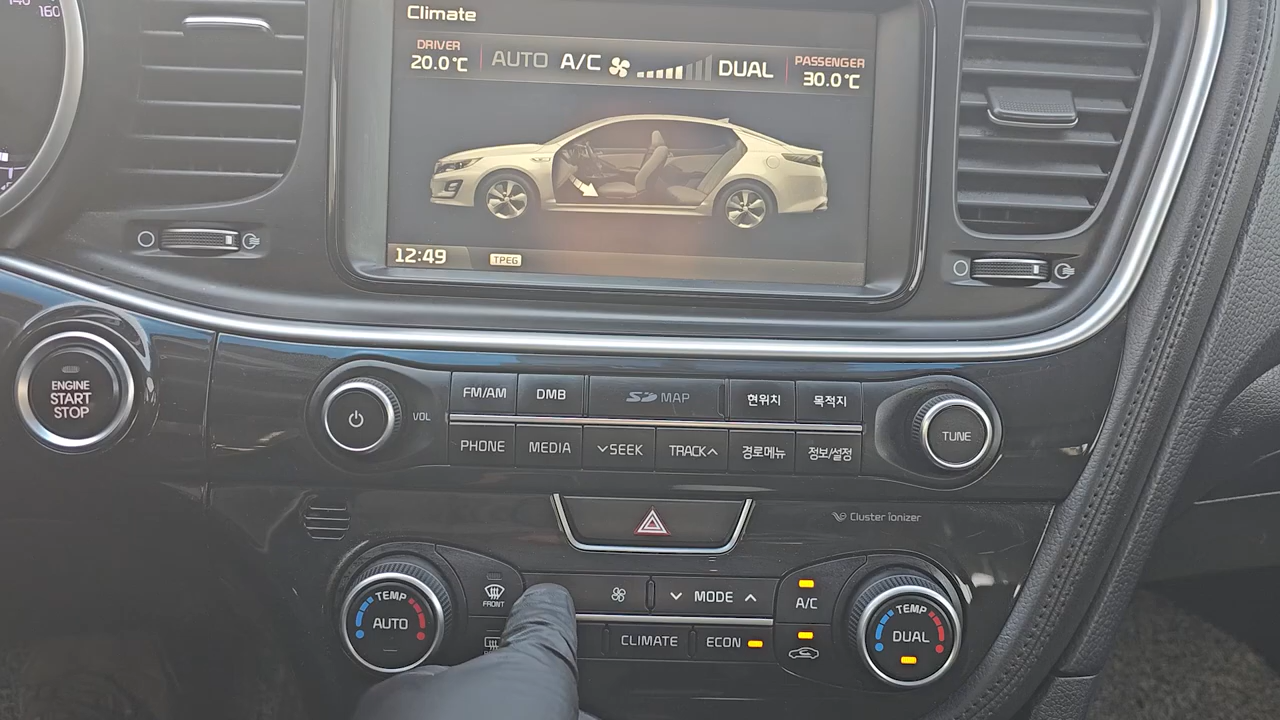 140
160
Climate
DRIVER
20.0°C
AUTO A/C DUAL
PASSENGER
30.0°C
12:49 TPEG
ENGINE
START
STOP
VOL
FM/AM DMB SD MAP 현위치 목적지
PHONE MEDIA SEEK TRACK 경로메뉴 정보/설정
TUNE
Cluster ionizer
TEMP
AUTO
FRONT
MODE
A/C
CLIMATE ECON
TEMP
DUAL